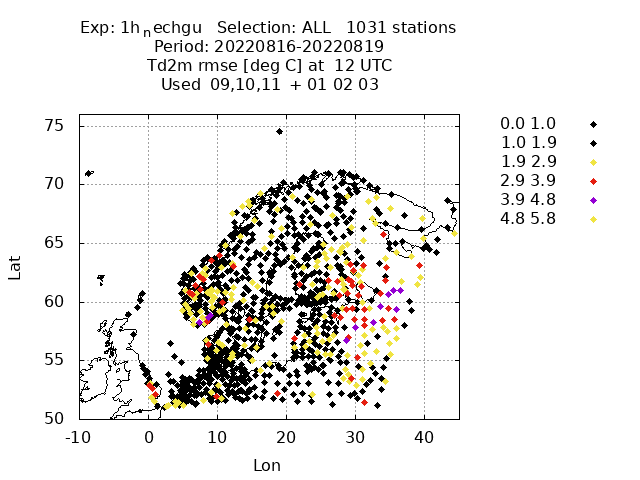 Exp: 1h_nechgu Selection: ALL 1031 stations
Period: 20220816-20220819
Td2m rmse [deg C] at 12 UTC
Used 09,10,11 + 01 02 03
0.0 1.0
1.0 1.9
1.9 2.9
2.9 3.9
3.9 4.8
4.8 5.8
75
70
65
60
55
50
Lat
-10 0 10 20 30 40
Lon